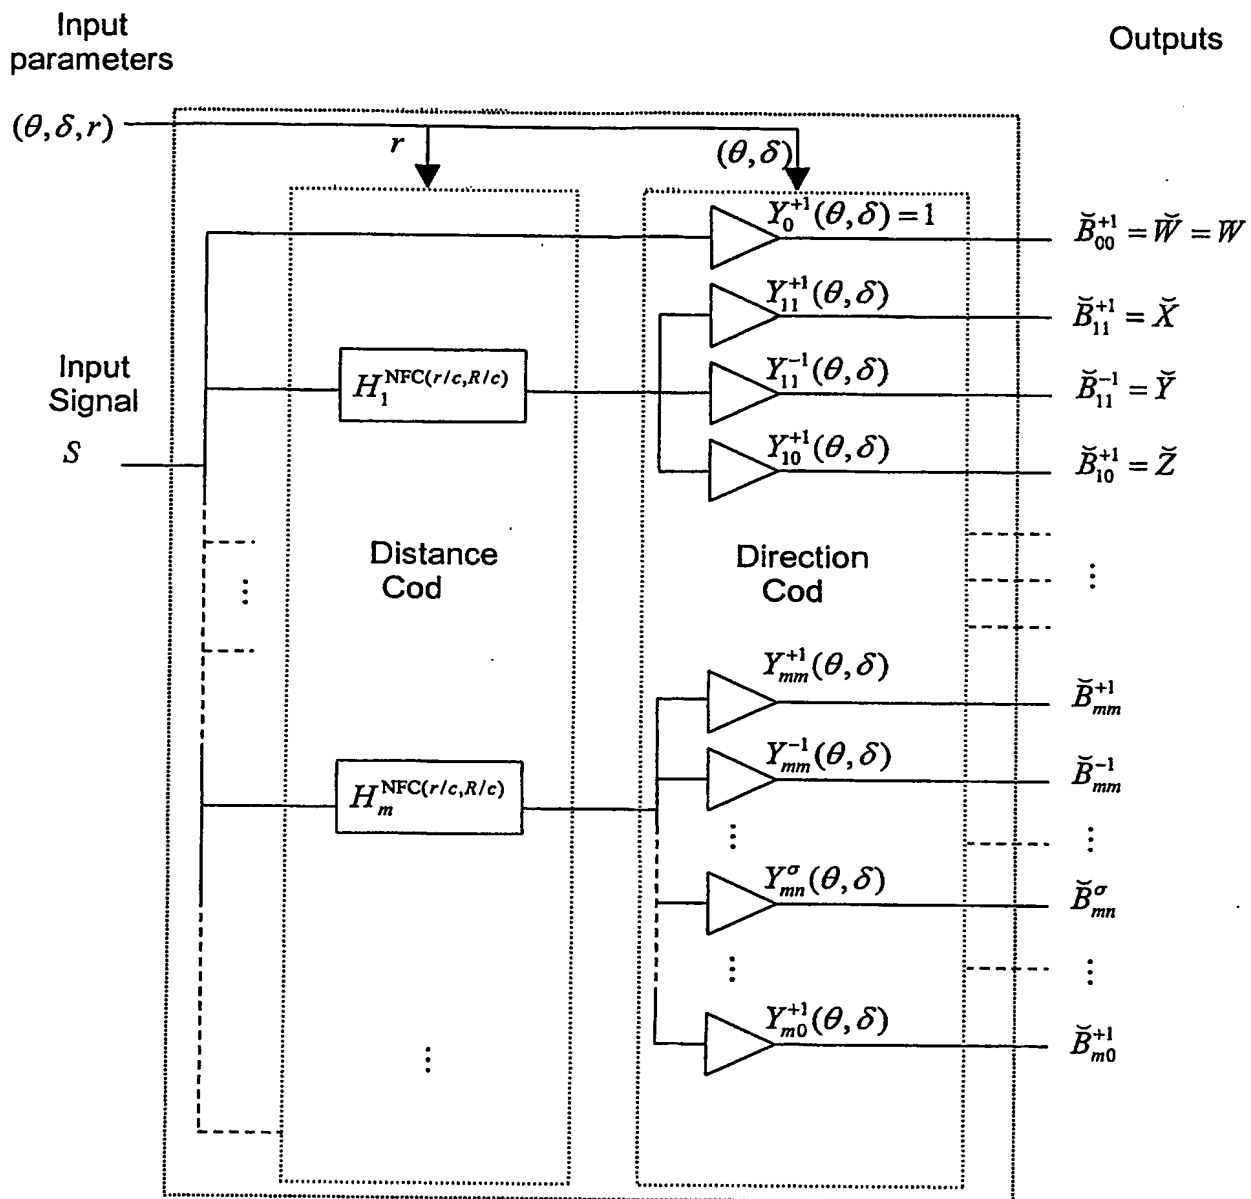 Input
parameters
Outputs
(θ, δ, r)
r
(θ, δ)
Y_0^{+1}(θ, δ) = 1
B̆_{00}^{+1} = W̆ = W
Y_{11}^{+1}(θ, δ)
B̆_{11}^{+1} = X̆
Input
Signal
S
H_1^{NFC(r/c,R/c)}
Y_{11}^{-1}(θ, δ)
B̆_{11}^{-1} = Y̆
Y_{10}^{+1}(θ, δ)
B̆_{10}^{+1} = Z̆
Distance
Cod
Direction
Cod
Y_{mm}^{+1}(θ, δ)
B̆_{mm}^{+1}
H_m^{NFC(r/c,R/c)}
Y_{mm}^{-1}(θ, δ)
B̆_{mm}^{-1}
Y_{mn}^{σ}(θ, δ)
B̆_{mn}^{σ}
Y_{m0}^{+1}(θ, δ)
B̆_{m0}^{+1}